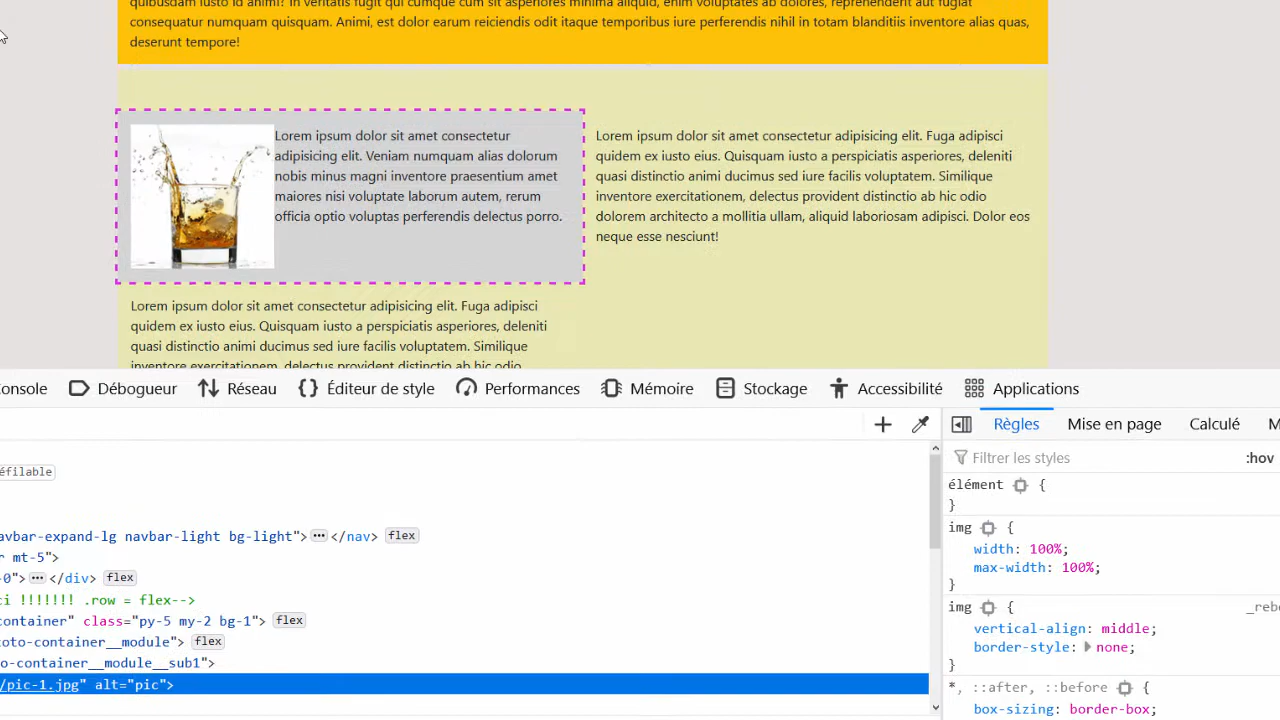 quibusdam iusto id animi? In veritatis fugit qui cumque cum sit asperiores minima aliquid, enim voluptates ab dolores, reprehenderit aut fugiat
consequatur numquam quisquam. Animi, est dolor earum reiciendis odit itaque temporibus iure perferendis nihil in totam blanditiis inventore alias quas,
deserunt tempore!
Lorem ipsum dolor sit amet consectetur
adipisicing elit. Veniam numquam alias dolorum
nobis minus magni inventore praesentium amet
maiores nisi voluptate laborum autem, rerum
officia optio voluptas perferendis delectus porro.
Lorem ipsum dolor sit amet consectetur adipisicing elit. Fuga adipisci
quidem ex iusto eius. Quisquam iusto a perspiciatis asperiores, deleniti
quasi distinctio animi ducimus sed iure facilis voluptatem. Similique
inventore exercitationem, delectus provident distinctio ab hic odio
dolorem architecto a mollitia ullam, aliquid laboriosam adipisci. Dolor eos
neque esse nesciunt!
Lorem ipsum dolor sit amet consectetur adipisicing elit. Fuga adipisci
quidem ex iusto eius. Quisquam iusto a perspiciatis asperiores, deleniti
quasi distinctio animi ducimus sed iure facilis voluptatem. Similique
inventore exercitationem, delectus provident distinctio ab hic odio
onsole Débogueur Réseau {} Éditeur de style Performances Mémoire Stockage Accessibilité Applications
+
Règles Mise en page Calculé M
Filtrer les styles :hov
éfilable
avbar-expand-lg navbar-light bg-light"> ••• </nav> flex
r mt-5">
-0"> ••• </div> flex
ci !!!!!!! .row = flex-->
container" class="py-5 my-2 bg-1"> flex
oto-container__module"> flex
o-container__module__sub1">
/pic-1.jpg" alt="pic">
élément {
}
img {
width: 100%;
max-width: 100%;
}
img { _rebo
vertical-align: middle;
border-style: none;
}
*, ::after, ::before {
box-sizing: border-box;